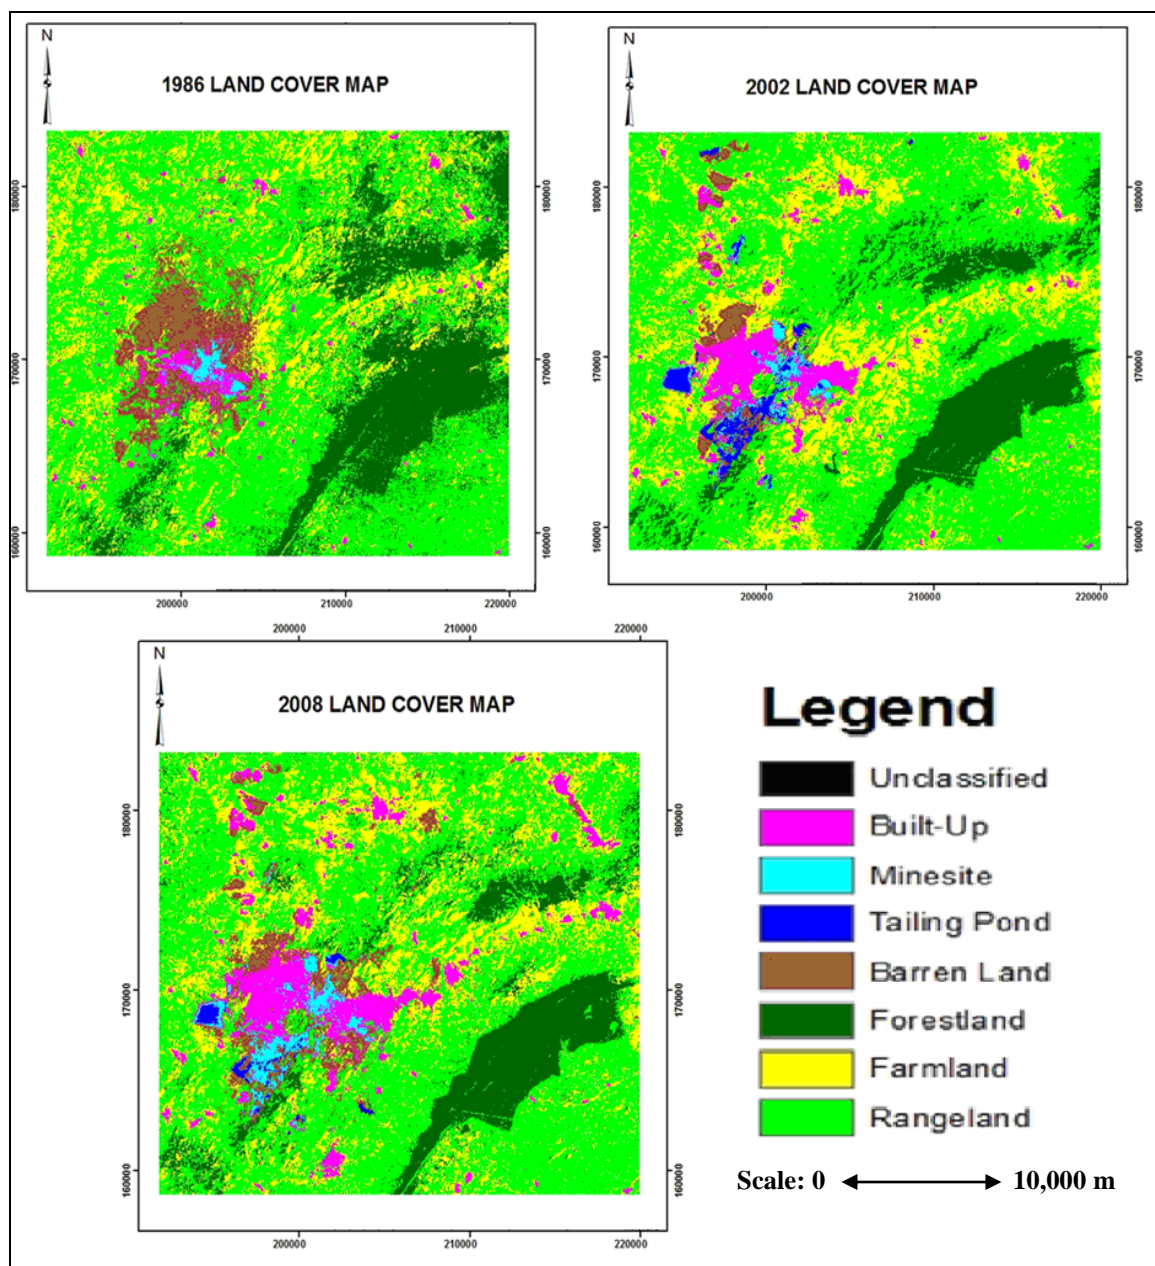 N
1986 LAND COVER MAP
180000
170000
160000
180000
170000
160000
200000
210000
220000
N
2002 LAND COVER MAP
180000
170000
160000
180000
170000
160000
200000
210000
220000
200000
210000
220000
N
2008 LAND COVER MAP
180000
170000
160000
180000
170000
160000
200000
210000
220000
Legend
Unclassified
Built-Up
Minesite
Tailing Pond
Barren Land
Forestland
Farmland
Rangeland
Scale: 0 10,000 m